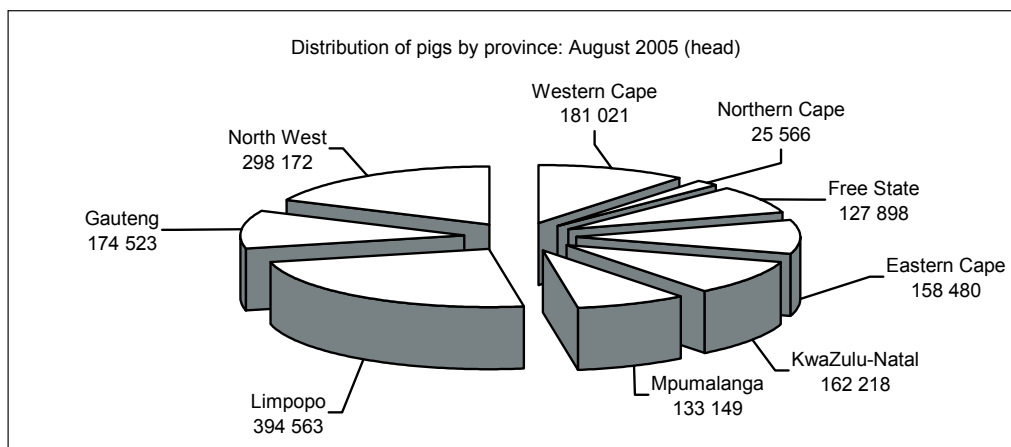 Distribution of pigs by province: August 2005 (head)
Western Cape
181 021
Northern Cape
25 566
Free State
127 898
Eastern Cape
158 480
KwaZulu-Natal
162 218
Mpumalanga
133 149
Limpopo
394 563
Gauteng
174 523
North West
298 172